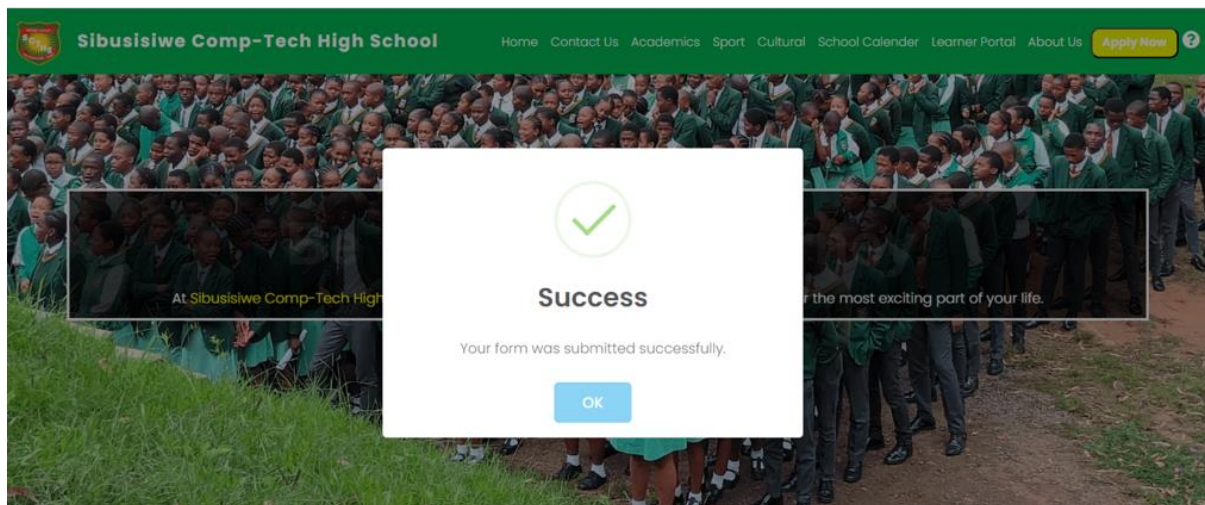 Sibusisiwe Comp-Tech High School
Home Contact Us Academics Sport Cultural School Calender Learner Portal About Us Apply Now ?
At Sibusisiwe Comp-Tech High
r the most exciting part of your life.
Success
Your form was submitted successfully.
OK